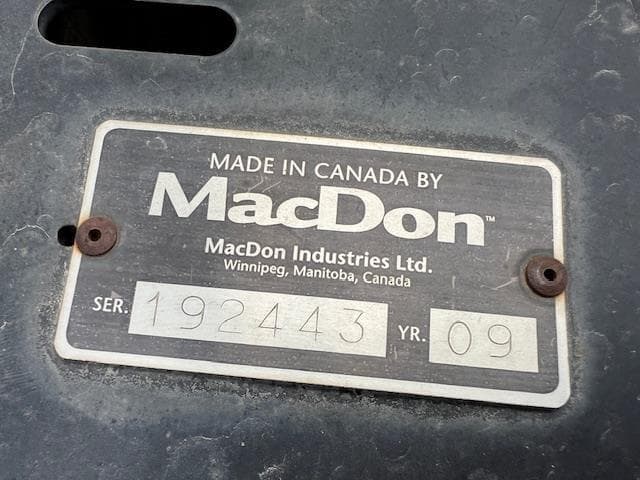 MADE IN CANADA BY
MacDon™
MacDon Industries Ltd.
Winnipeg, Manitoba, Canada
SER. 192443 YR. 09